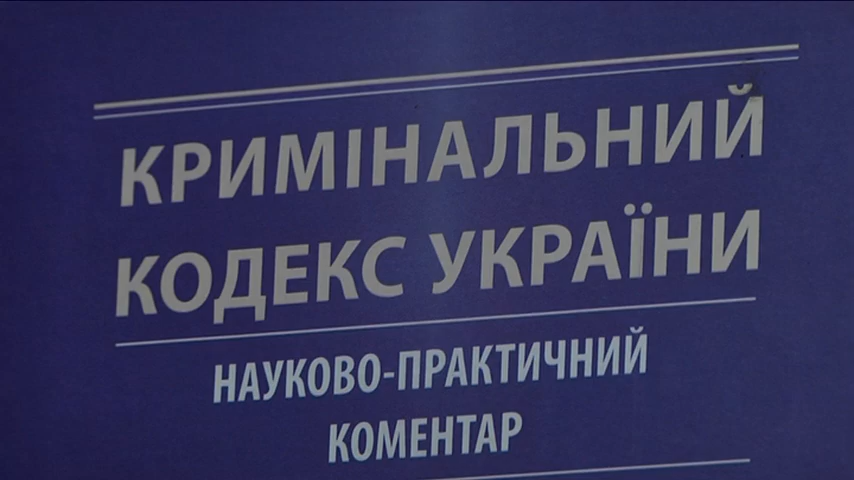 КРИМІНАЛЬНИЙ
КОДЕКС УКРАЇНИ
НАУКОВО-ПРАКТИЧНИЙ
КОМЕНТАР